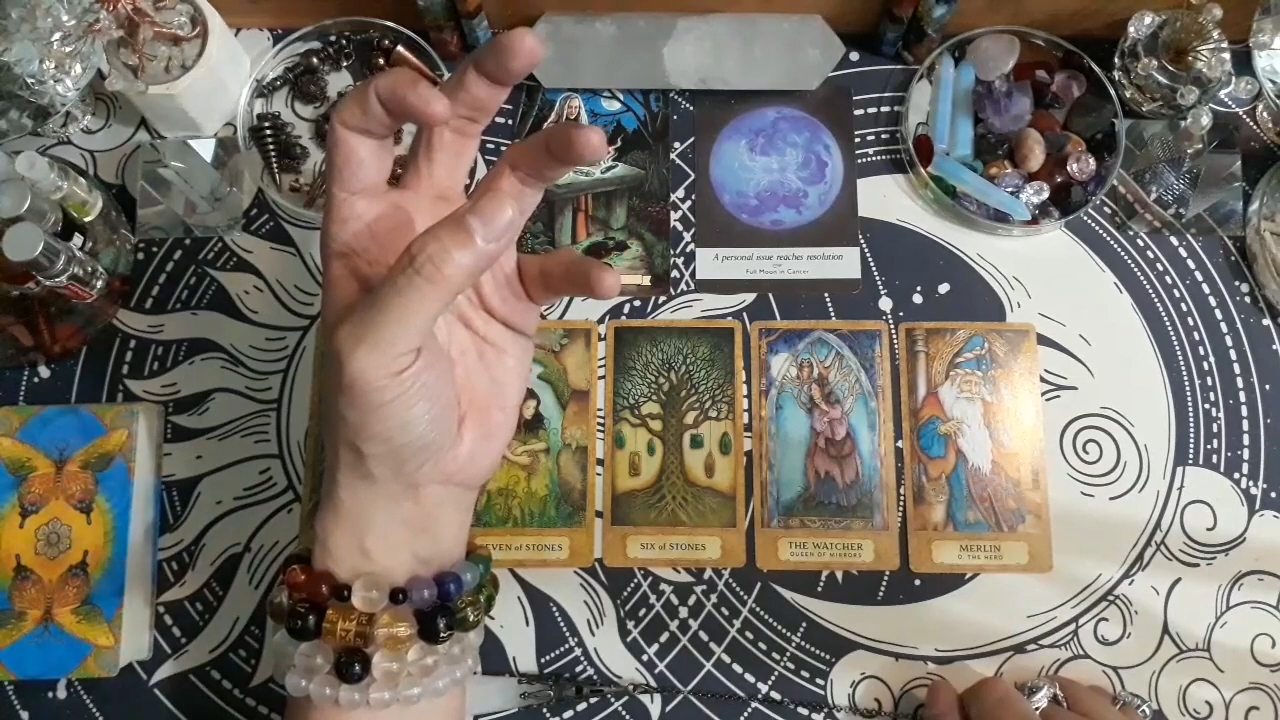 A personal issue reaches resolution
Full Moon in Cancer
EVEN of STONES
SIX of STONES
THE WATCHER
QUEEN OF MIRRORS
MERLIN
0. THE HERO